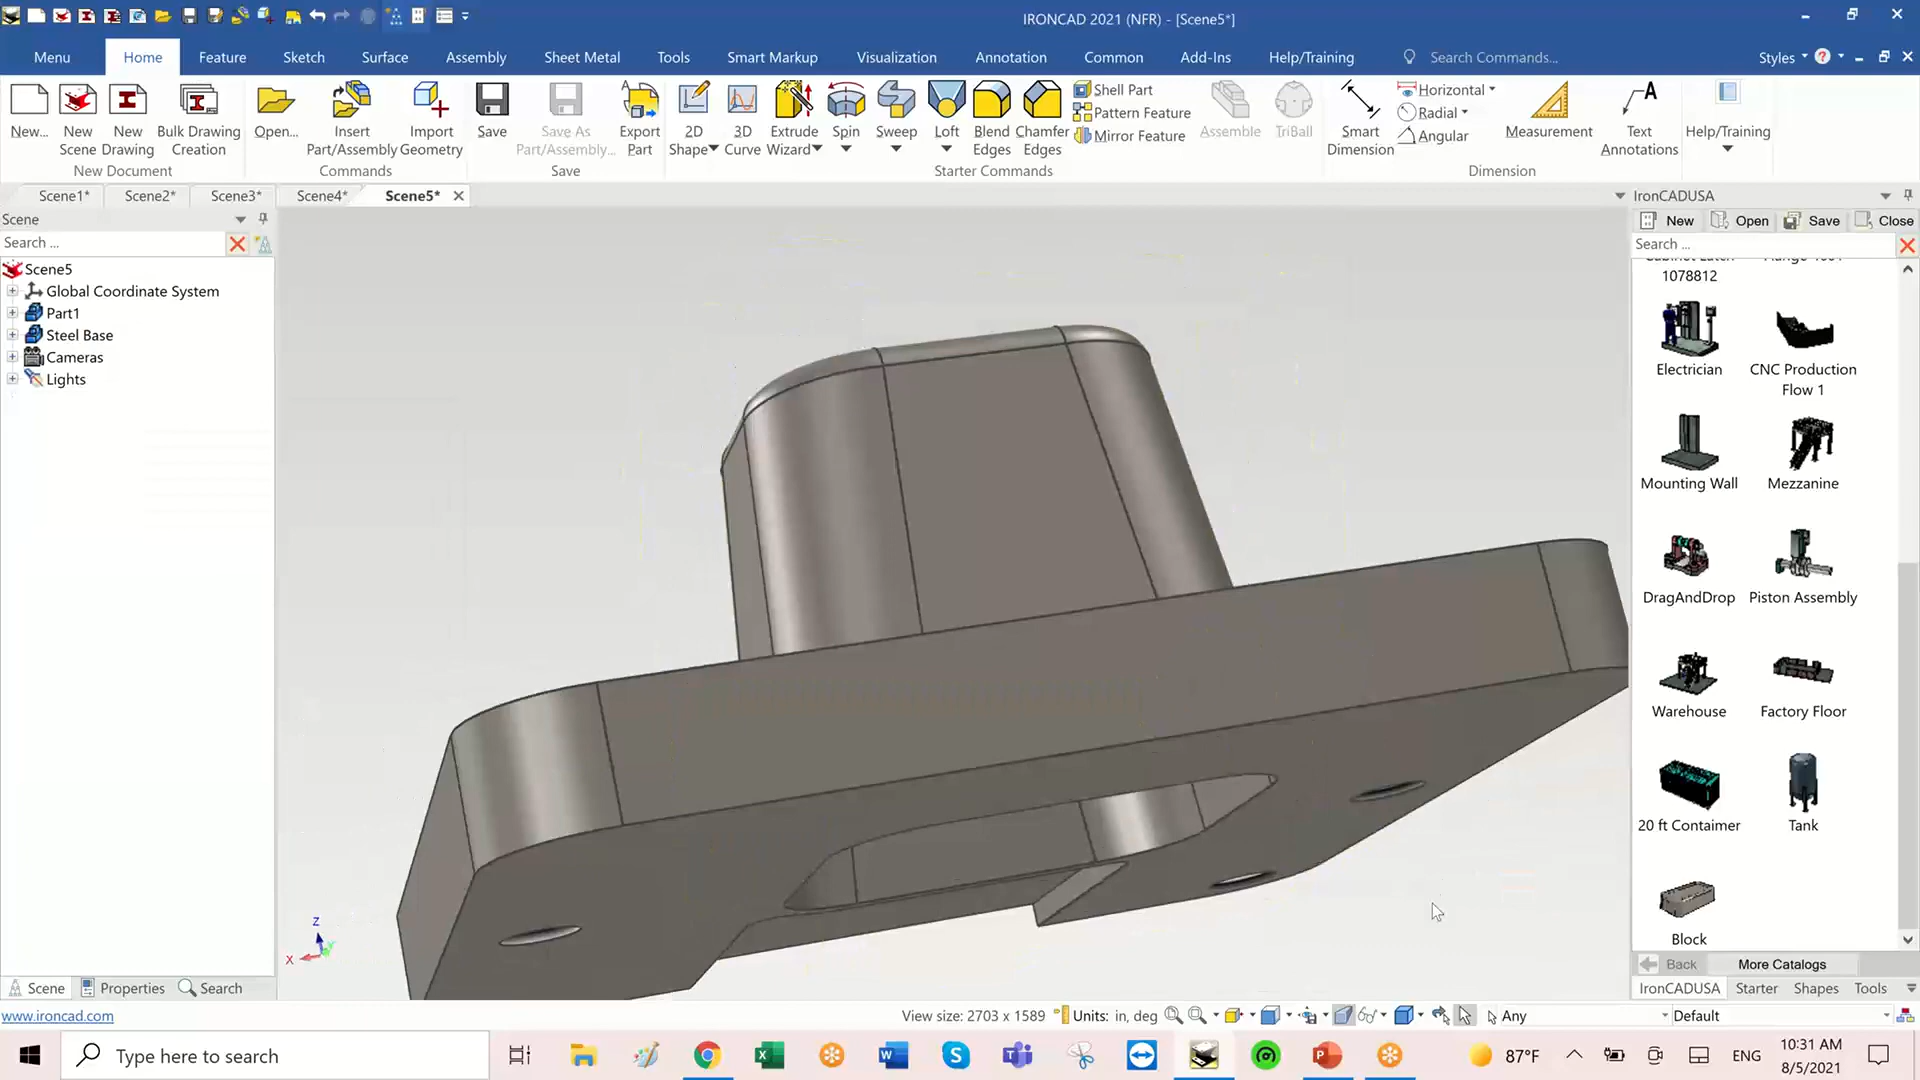 IRONCAD 2021 (NFR) - [Scene5*]
Menu Home Feature Sketch Surface Assembly Sheet Metal Tools Smart Markup Visualization Annotation Common Add-Ins Help/Training Search Commands... Styles
New... New Scene New Drawing Bulk Drawing Creation
New Document
Open... Insert Part/Assembly Import Geometry
Commands
Save Save As Part/Assembly... Export Part
Save
2D Shape 3D Curve Extrude Wizard Spin Sweep Loft Blend Edges Chamfer Edges
Shell Part
Pattern Feature
Mirror Feature
Assemble TriBall
Starter Commands
Smart Dimension
Horizontal
Radial
Angular
Measurement Text Annotations
Dimension
Help/Training
Scene1* Scene2* Scene3* Scene4* Scene5*
Scene
Search ...
Scene5
Global Coordinate System
Part1
Steel Base
Cameras
Lights
Z
X
Scene Properties Search
IronCADUSA
New Open Save Close
Search ...
1078812
Electrician CNC Production Flow 1
Mounting Wall Mezzanine
DragAndDrop Piston Assembly
Warehouse Factory Floor
20 ft Contaimer Tank
Block
Back More Catalogs
IronCADUSA Starter Shapes Tools
www.ironcad.com View size: 2703 x 1589 Units: in, deg Any Default
Type here to search
87°F ENG
10:31 AM
8/5/2021